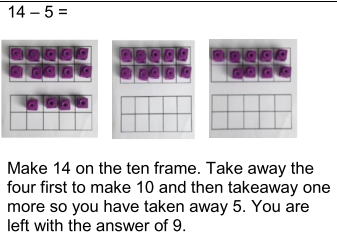 14 – 5 =
Make 14 on the ten frame. Take away the
four first to make 10 and then takeaway one
more so you have taken away 5. You are
left with the answer of 9.